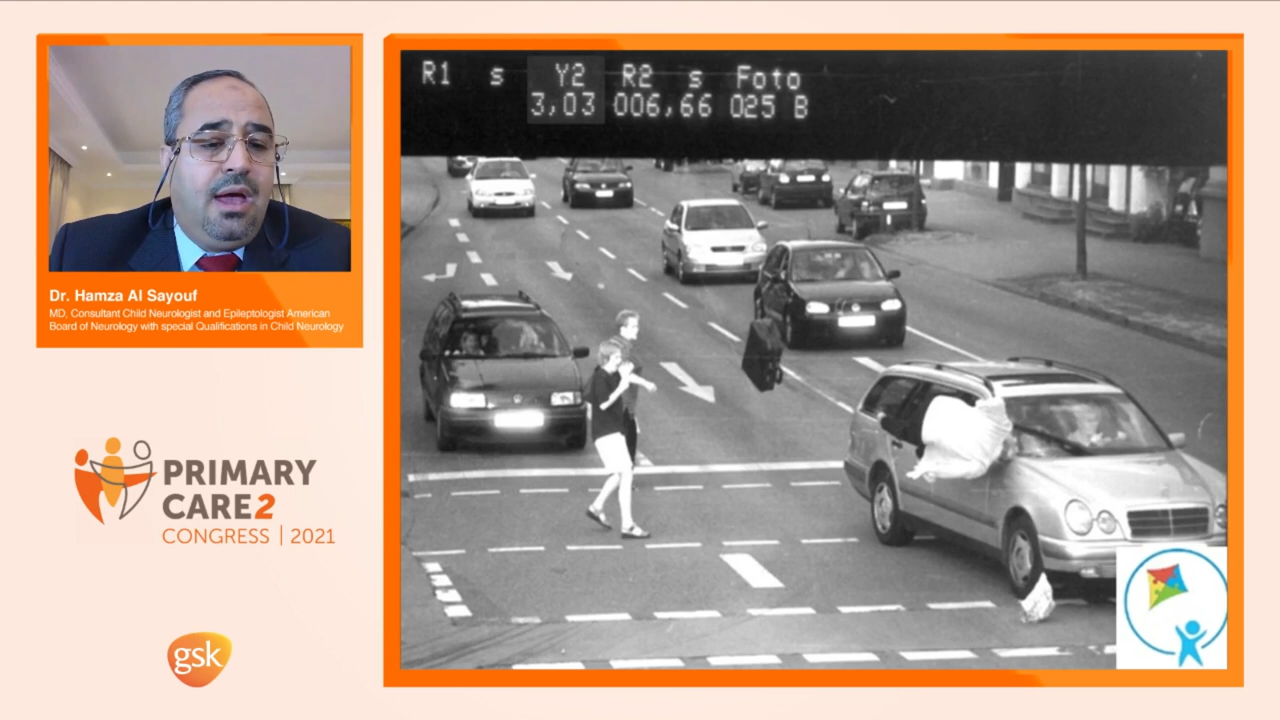 Dr. Hamza Al Sayouf
MD, Consultant Child Neurologist and Epileptologist American
Board of Neurology with special Qualifications in Child Neurology
PRIMARY
CARE2
CONGRESS | 2021
gsk
R1 s Y2 R2 s Foto
3,03 006,66 025 B